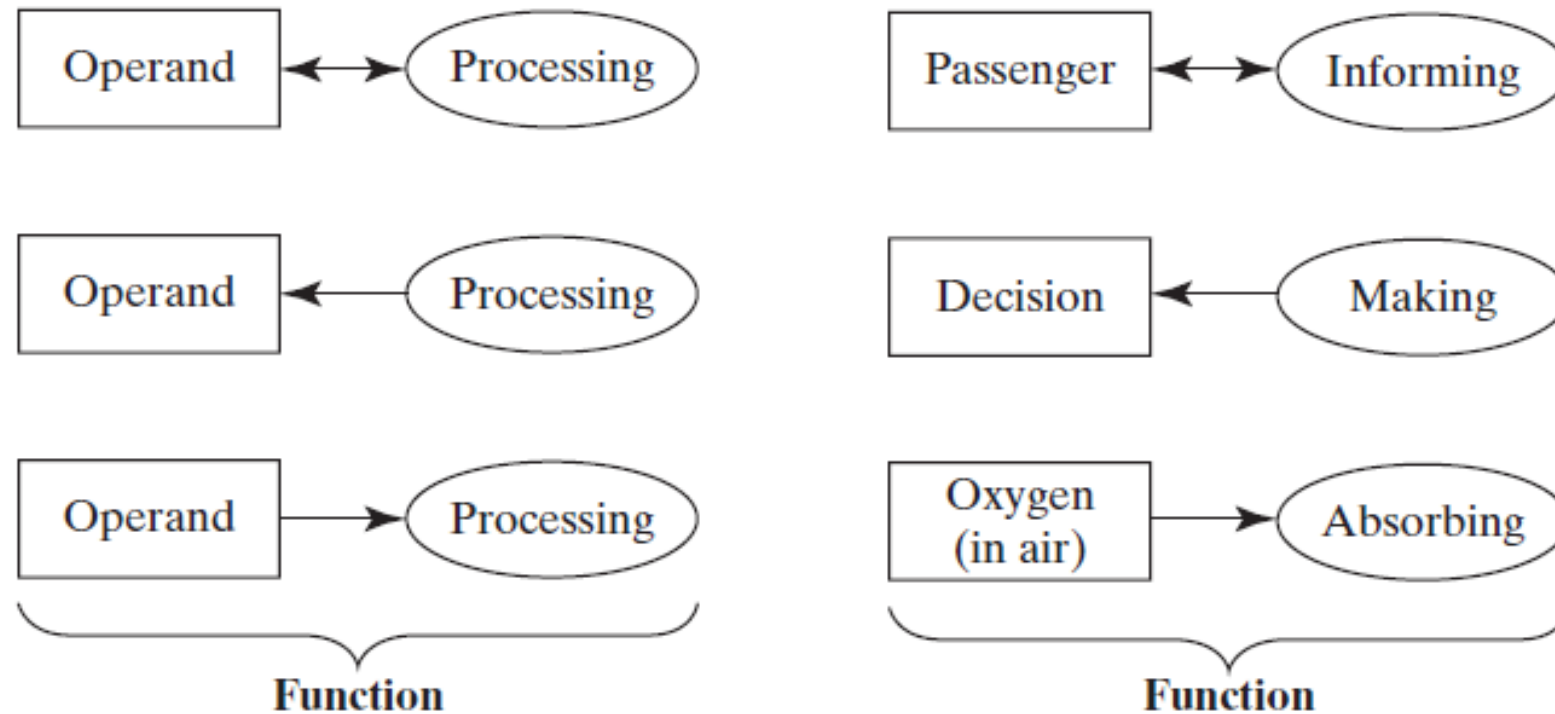 Operand Processing Passenger Informing
Operand Processing Decision Making
Operand Processing Oxygen Absorbing
(in air)
Function Function